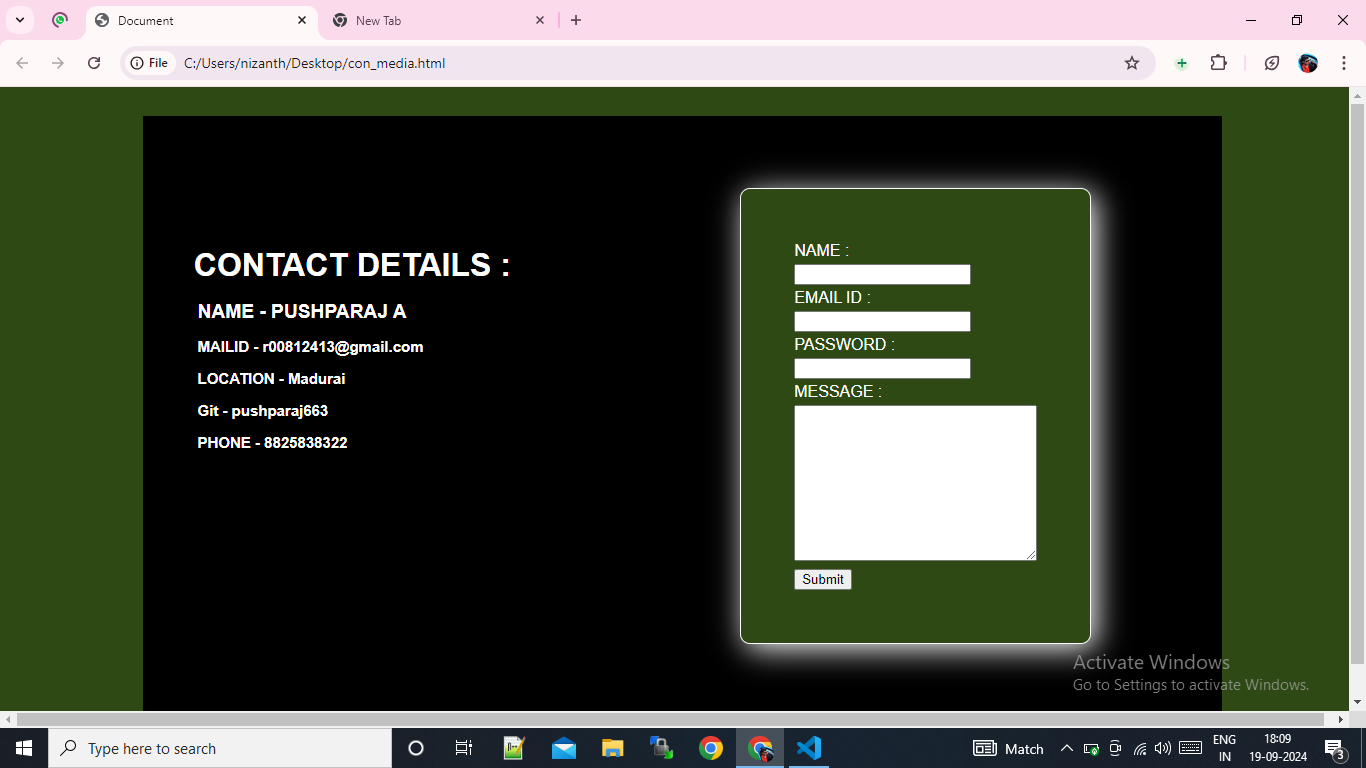 Document
New Tab
File
C:/Users/nizanth/Desktop/con_media.html
CONTACT DETAILS :
NAME - PUSHPARAJ A
MAILID - r00812413@gmail.com
LOCATION - Madurai
Git - pushparaj663
PHONE - 8825838322
NAME :
EMAIL ID :
PASSWORD :
MESSAGE :
Submit
Activate Windows
Go to Settings to activate Windows.
Type here to search
Match
ENG
IN
18:09
19-09-2024
3